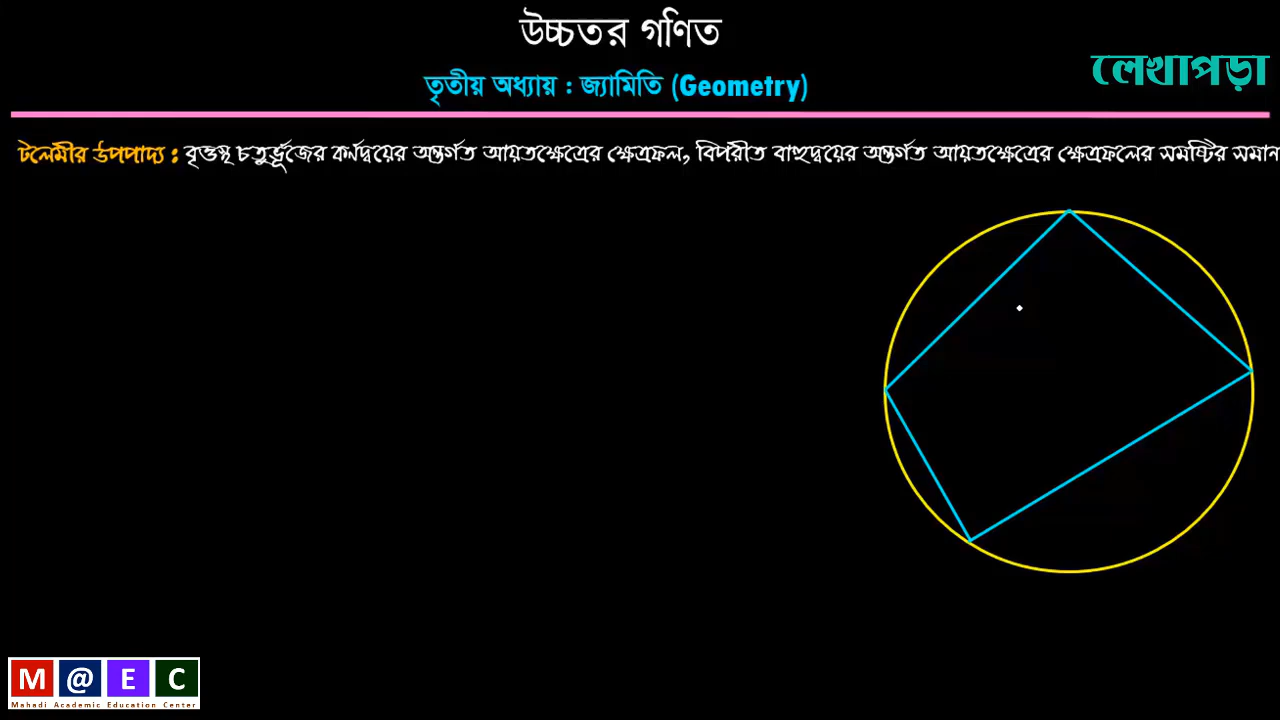 উচ্চতর গণিত
তৃতীয় অধ্যায় : জ্যামিতি (Geometry)
লেখাপড়া
টলেমীর উপপাদ্য : বৃত্তস্থ চতুর্ভূজের কর্ণদ্বয়ের অন্তর্গত আয়তক্ষেত্রের ক্ষেত্রফল, বিপরীত বাহুদ্বয়ের অন্তর্গত আয়তক্ষেত্রের ক্ষেত্রফলের সমষ্টির সমান
M @ E C
Mahadi Academic Education Center